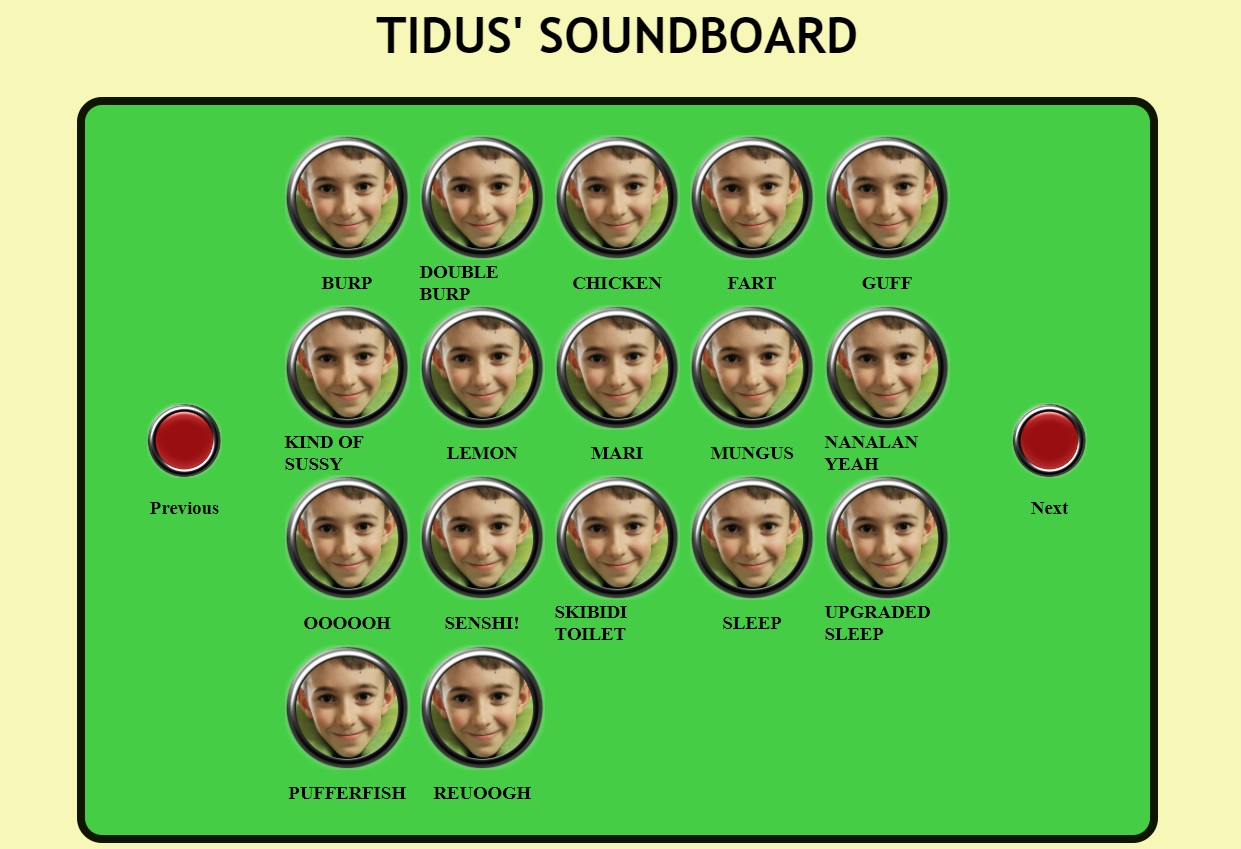 TIDUS' SOUNDBOARD
BURP
DOUBLE
BURP
CHICKEN
FART
GUFF
KIND OF
SUSSY
LEMON
MARI
MUNGUS
NANALAN
YEAH
Previous
Next
OOOOOH
SENSHI!
SKIBIDI
TOILET
SLEEP
UPGRADED
SLEEP
PUFFERFISH
REUOOGH